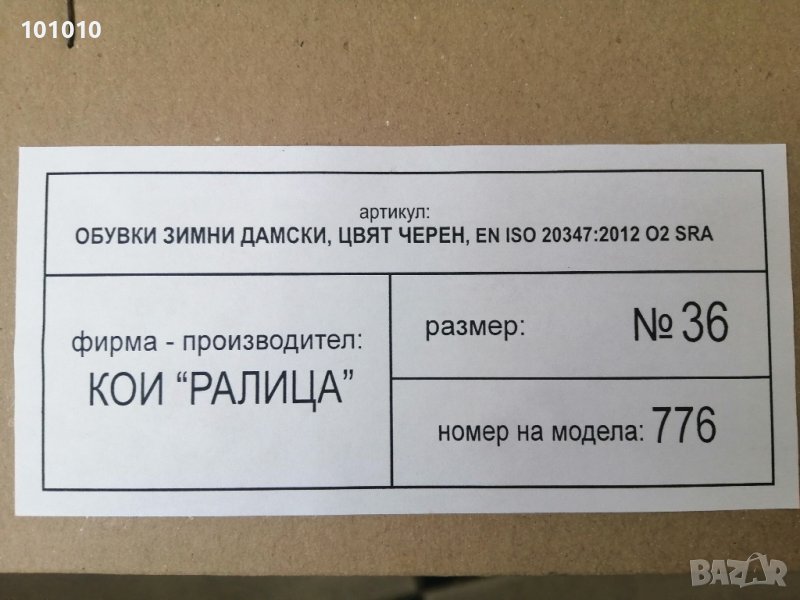 101010
артикул:
ОБУВКИ ЗИМНИ ДАМСКИ, ЦВЯТ ЧЕРЕН, EN ISO 20347:2012 O2 SRA
фирма - производител:
КОИ “РАЛИЦА”
размер: № 36
номер на модела: 776
BAZAR